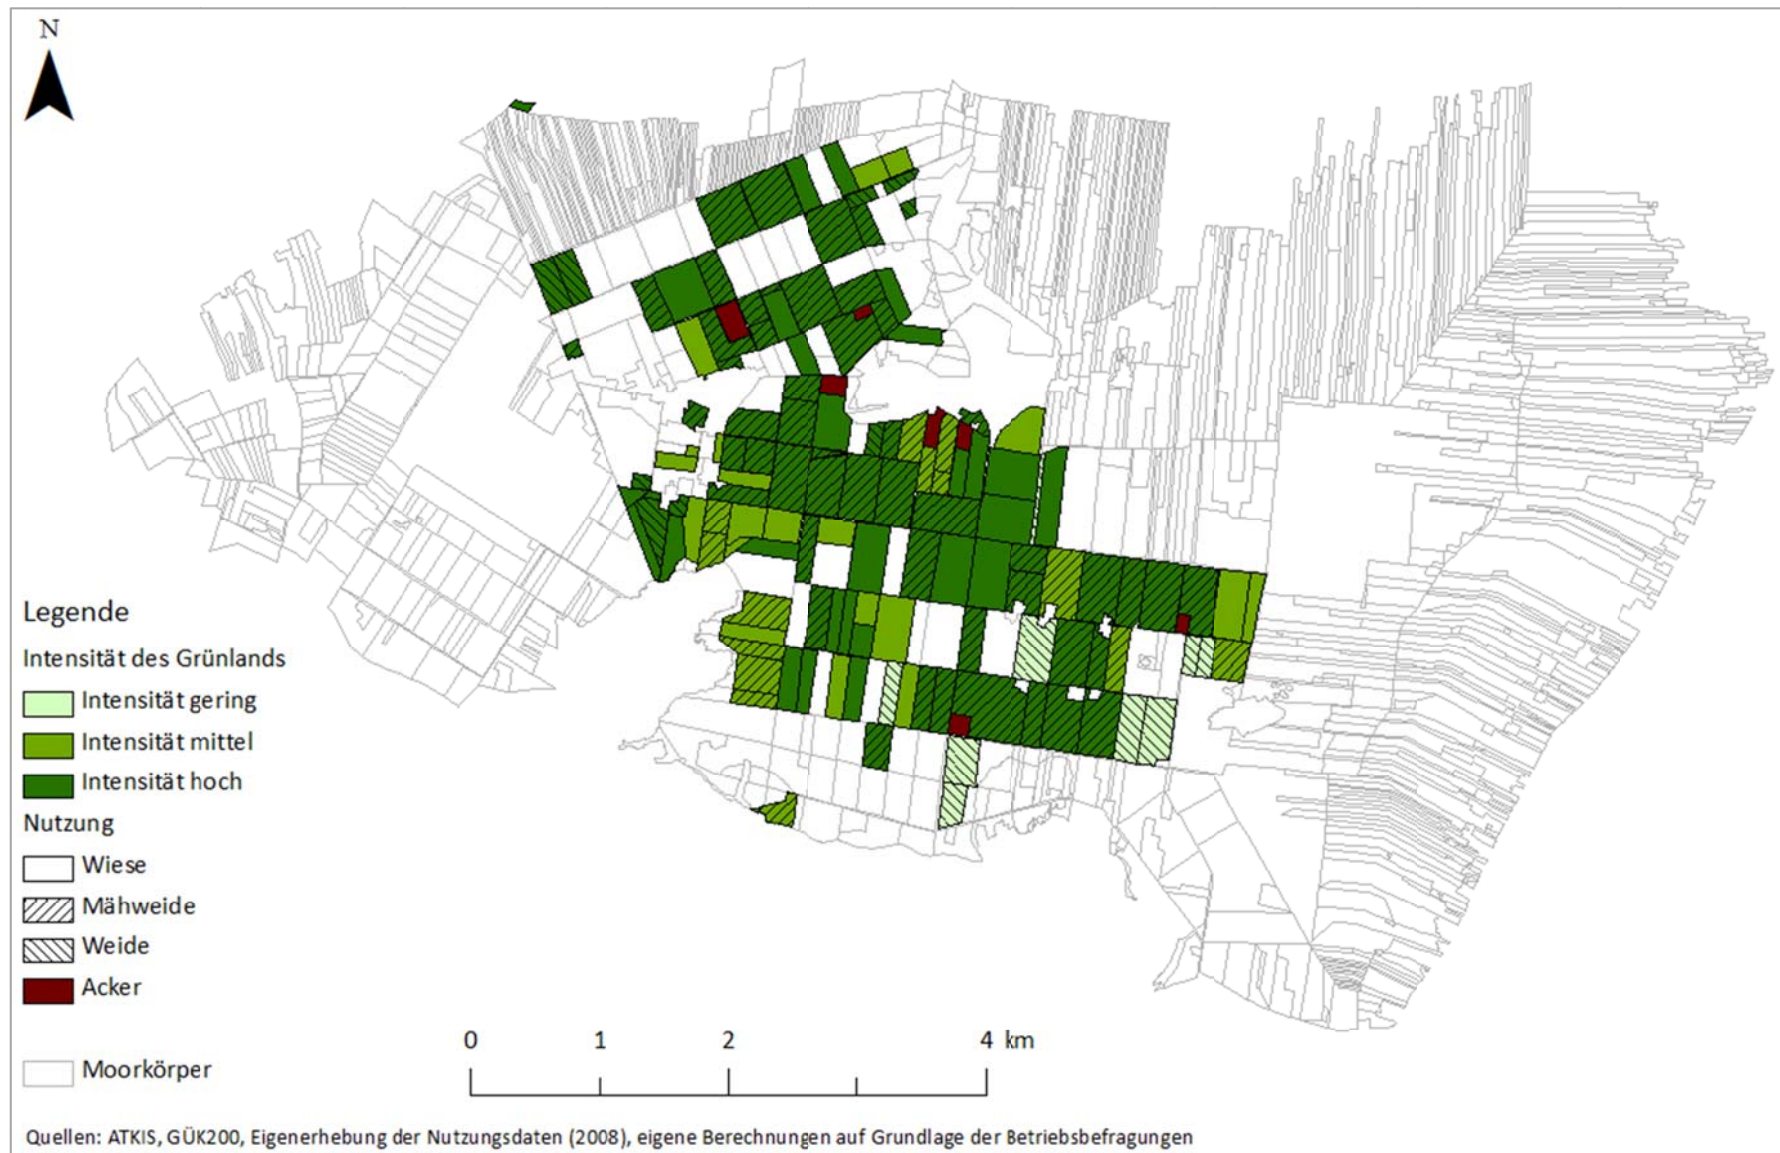 N
Legende
Intensität des Grünlands
Intensität gering
Intensität mittel
Intensität hoch
Nutzung
Wiese
Mähweide
Weide
Acker
Moorkörper
0 1 2 4 km
Quellen: ATKIS, GÜK200, Eigenerhebung der Nutzungsdaten (2008), eigene Berechnungen auf Grundlage der Betriebsbefragungen